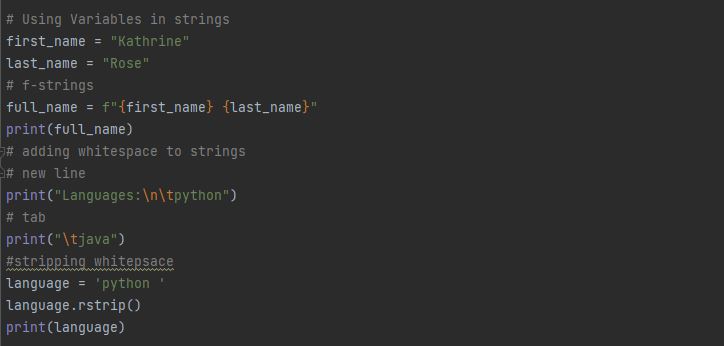 # Using Variables in strings
first_name = "Kathrine"
last_name = "Rose"
# f-strings
full_name = f"{first_name} {last_name}"
print(full_name)
# adding whitespace to strings
# new line
print("Languages:\n\tpython")
# tab
print("\tjava")
#stripping whitepsace
language = 'python '
language.rstrip()
print(language)